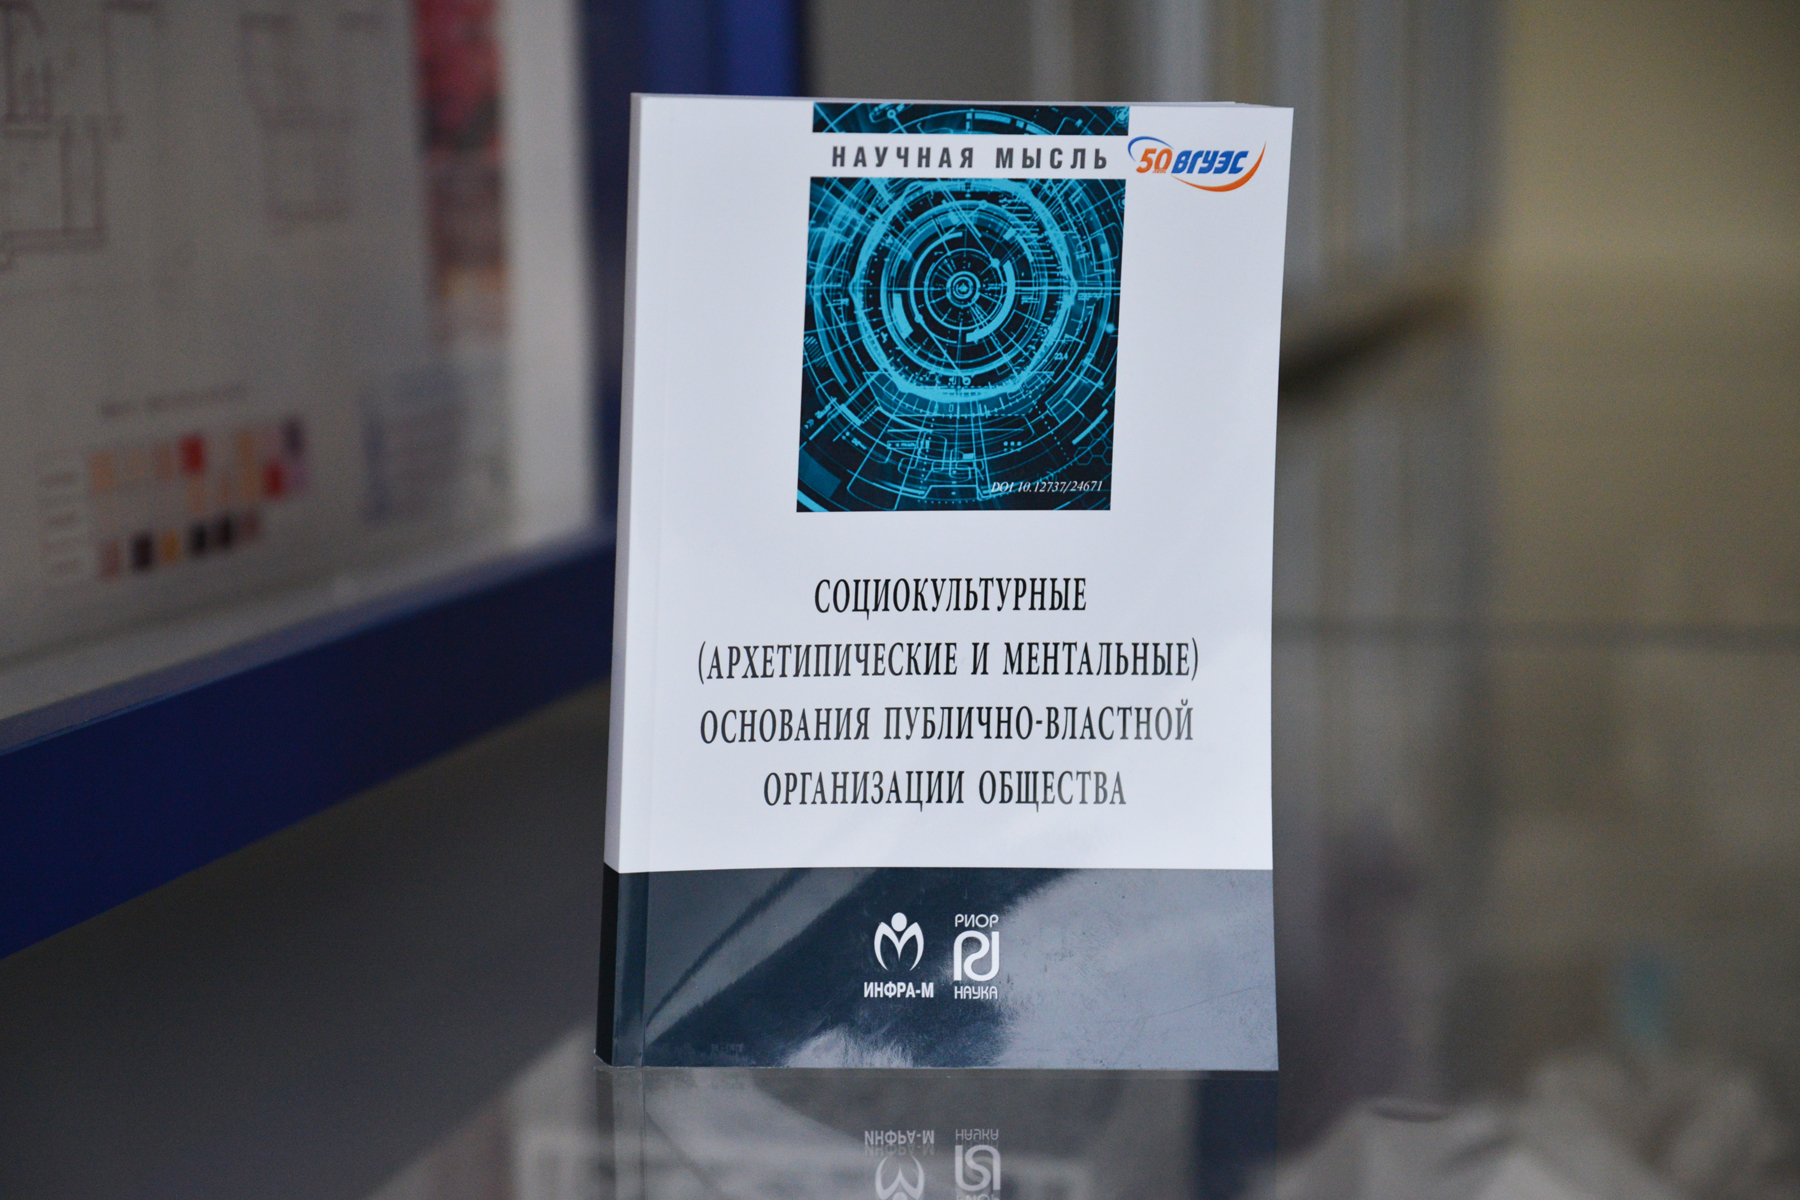 НАУЧНАЯ МЫСЛЬ
50 ВГУЭС
DOI 10.12737/24671
СОЦИОКУЛЬТУРНЫЕ
(АРХЕТИПИЧЕСКИЕ И МЕНТАЛЬНЫЕ)
ОСНОВАНИЯ ПУБЛИЧНО-ВЛАСТНОЙ
ОРГАНИЗАЦИИ ОБЩЕСТВА
ИНФРА-М
РИОР
НАУКА